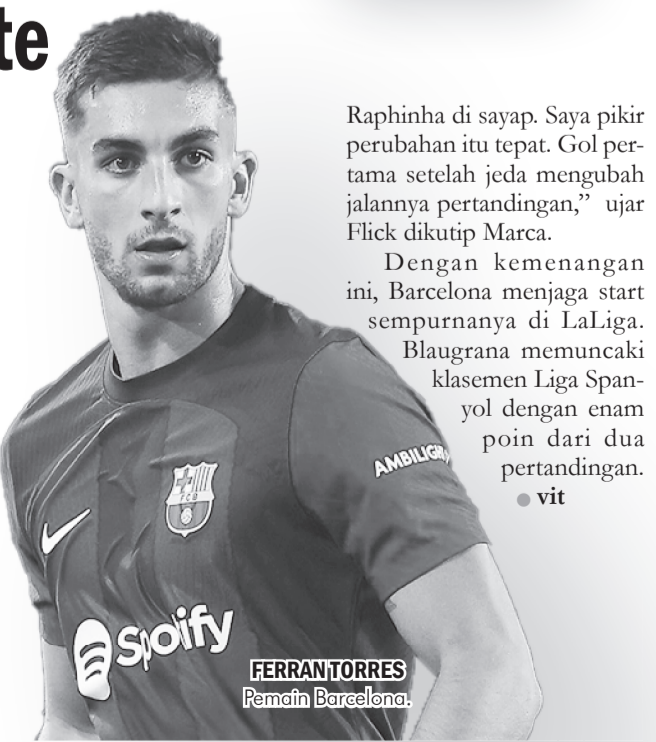 te
Raphinha di sayap. Saya pikir
perubahan itu tepat. Gol per-
tama setelah jeda mengubah
jalannya pertandingan,” ujar
Flick dikutip Marca.
Dengan kemenangan
ini, Barcelona menjaga start
sempurnanya di LaLiga.
Blaugrana memuncaki
klasemen Liga Span-
yol dengan enam
poin dari dua
pertandingan.
● vit
AMBILIGHT
FCB
Spotify
FERRAN TORRES
Pemain Barcelona.